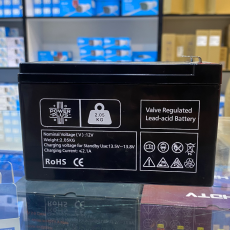 POWER
PLUS
2.05
KG
Valve Regulated
Lead-acid Battery
Nominal Voltage (V) :12V
Weight:2.05KG
Charging voltage for Standby Use:13.5V~13.8V
Charging Current: ≤2.1A
RoHS CE